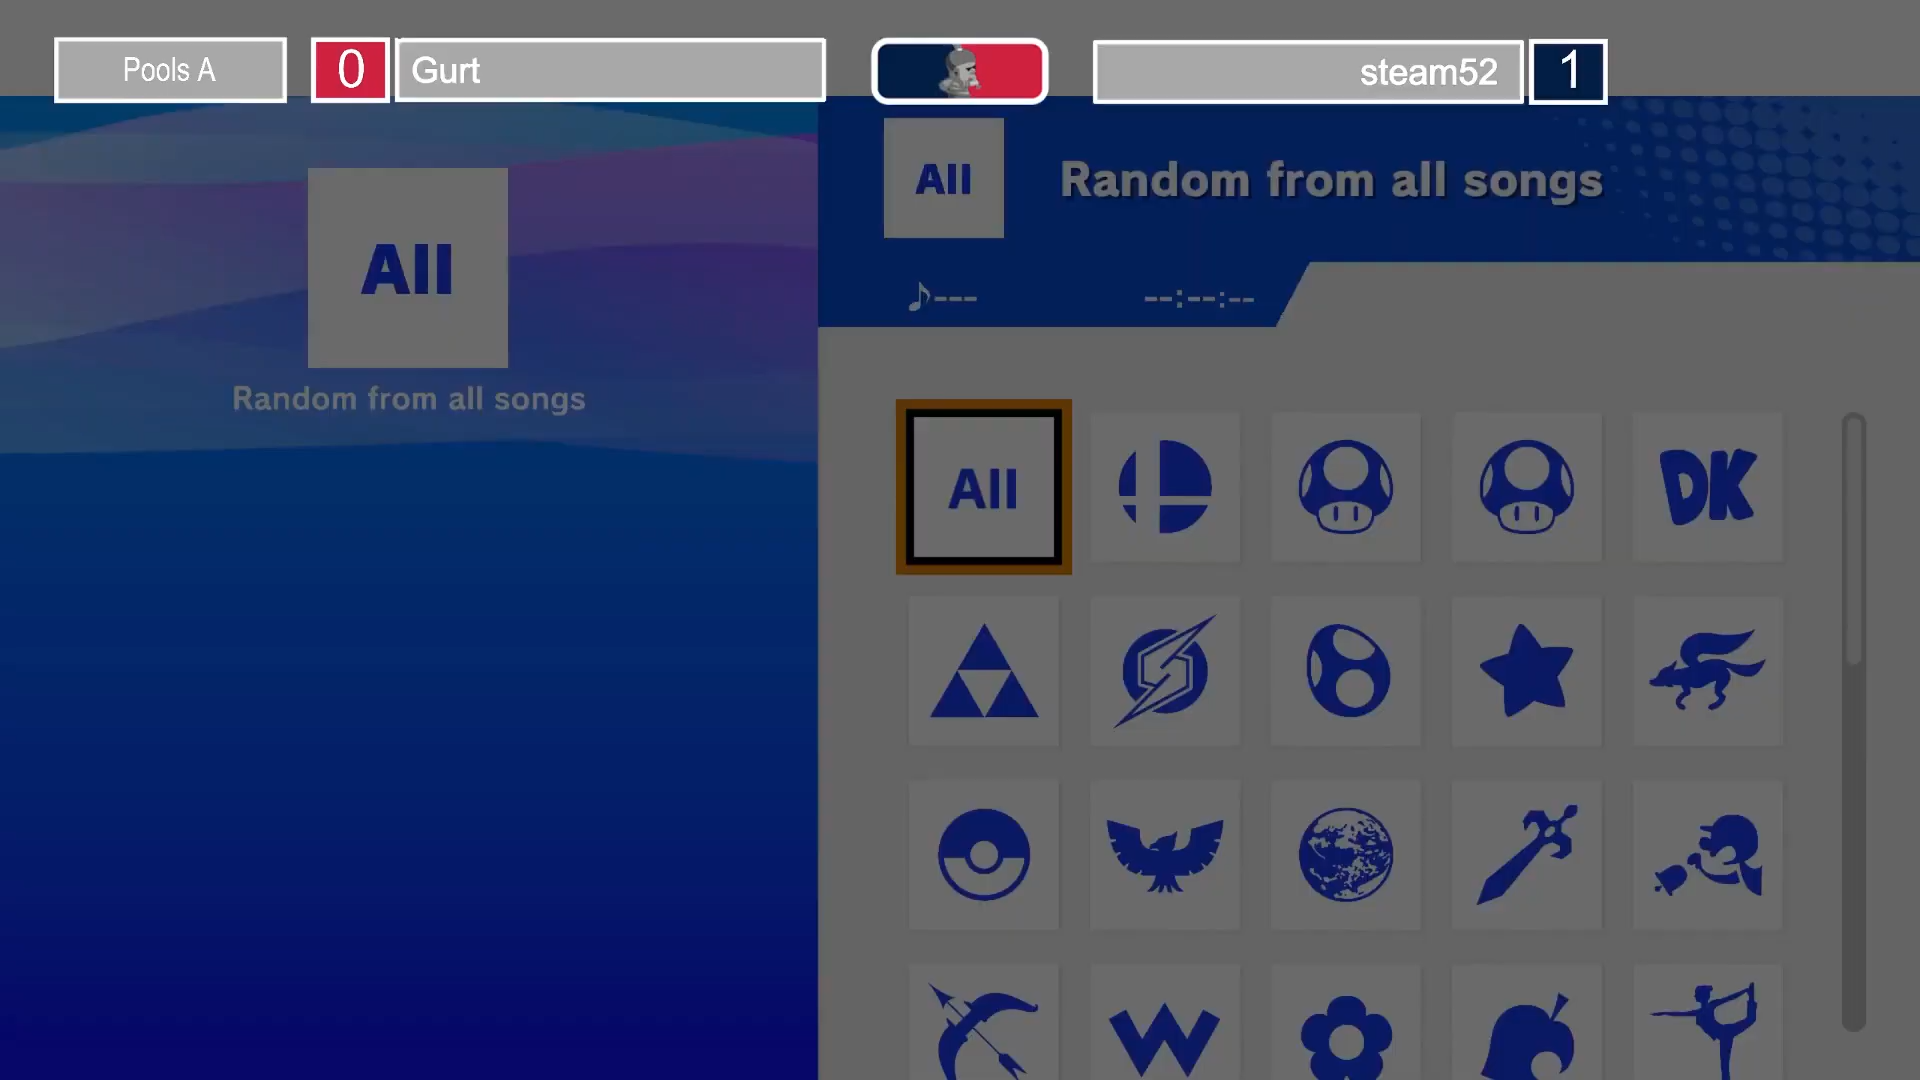 Pools A
0
Gurt
steam52
1
All
Random from all songs
All
Random from all songs
♪---
--:--:--
All
DK